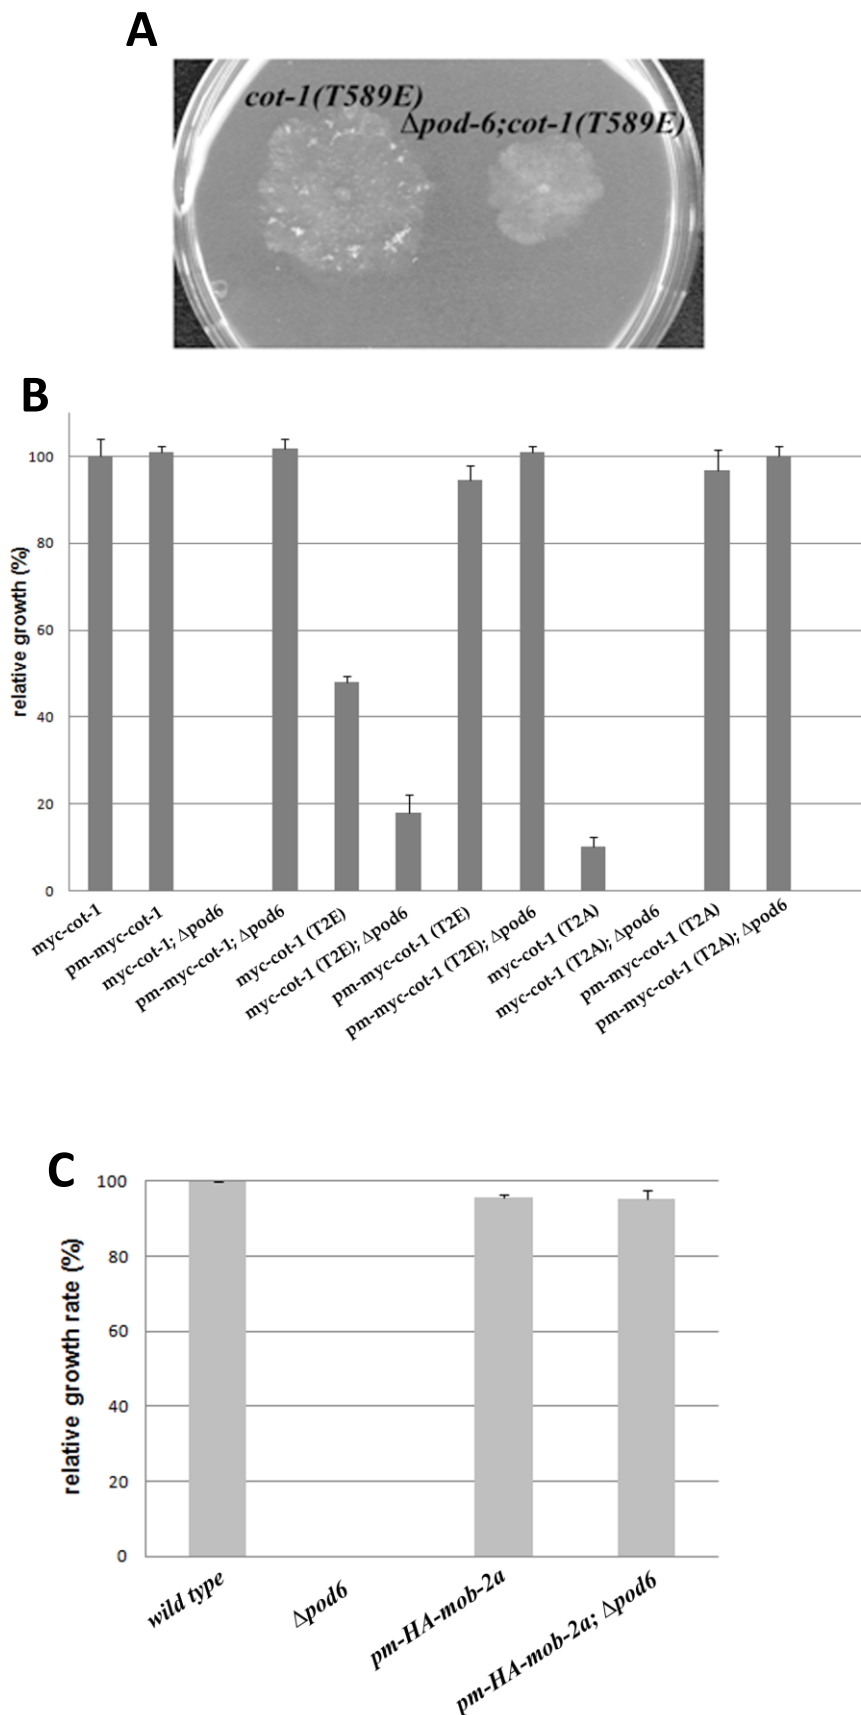 A
cot-1(T589E)
Δpod-6;cot-1(T589E)
B
relative growth (%)
100
80
60
40
20
0
myc-cot-1
pm-myc-cot-1
myc-cot-1; Δpod6
pm-myc-cot-1; Δpod6
myc-cot-1 (T2E)
myc-cot-1 (T2E); Δpod6
pm-myc-cot-1 (T2E)
pm-myc-cot-1 (T2E); Δpod6
myc-cot-1 (T2A)
myc-cot-1 (T2A); Δpod6
pm-myc-cot-1 (T2A)
pm-myc-cot-1 (T2A); Δpod6
C
relative growth rate (%)
100
80
60
40
20
0
wild type
Δpod6
pm-HA-mob-2a
pm-HA-mob-2a; Δpod6